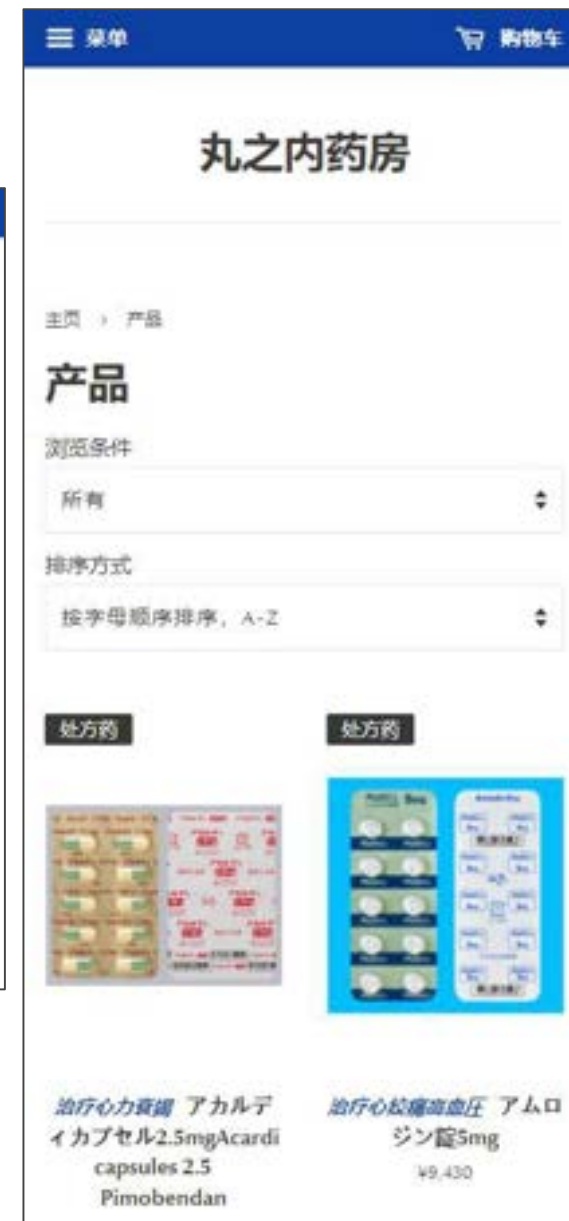 菜单
购物车
丸之内药房
主页 › 产品
产品
浏览条件
所有
排序方式
按字母顺序排序，A-Z
处方药
处方药
治疗心力衰竭 アカルデ
ィカプセル2.5mgAcardi
capsules 2.5
Pimobendan
治疗心绞痛高血压 アムロ
ジン錠5mg
¥9,430